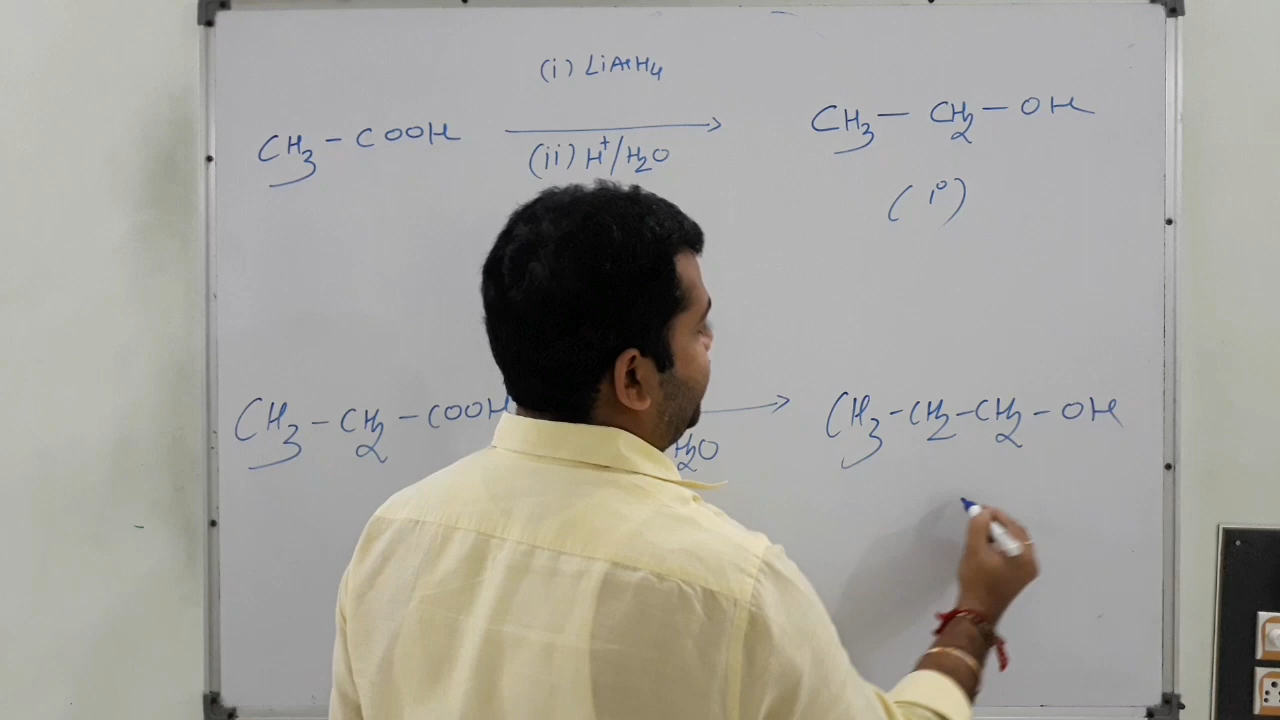 (i) LiAlH4
CH3 — COOH ⟶ CH3 — CH2 — OH
(ii) H⁺/H2O
(1°)
CH3 — CH2 — COOH ⟶ CH3 — CH2 — CH2 — OH
H2O